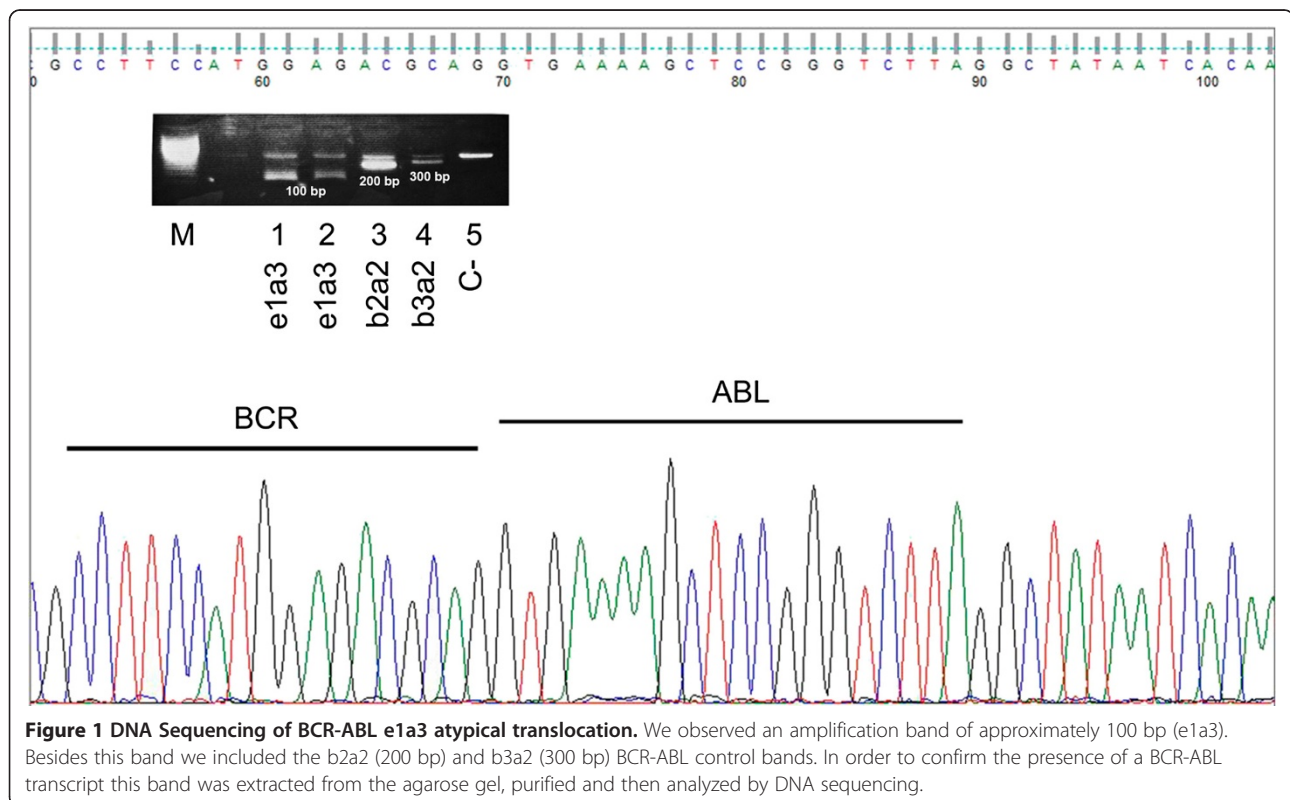 G C C T T C C A T G G A G A C G C A G G T G A A A A G C T C C G G G T C T T A G G C T A T A A T C A C A A
0 60 70 80 90 100
100 bp 200 bp 300 bp
M 1 2 3 4 5
e1a3 e1a3 b2a2 b3a2 C-
BCR ABL
Figure 1 DNA Sequencing of BCR-ABL e1a3 atypical translocation. We observed an amplification band of approximately 100 bp (e1a3).
Besides this band we included the b2a2 (200 bp) and b3a2 (300 bp) BCR-ABL control bands. In order to confirm the presence of a BCR-ABL
transcript this band was extracted from the agarose gel, purified and then analyzed by DNA sequencing.